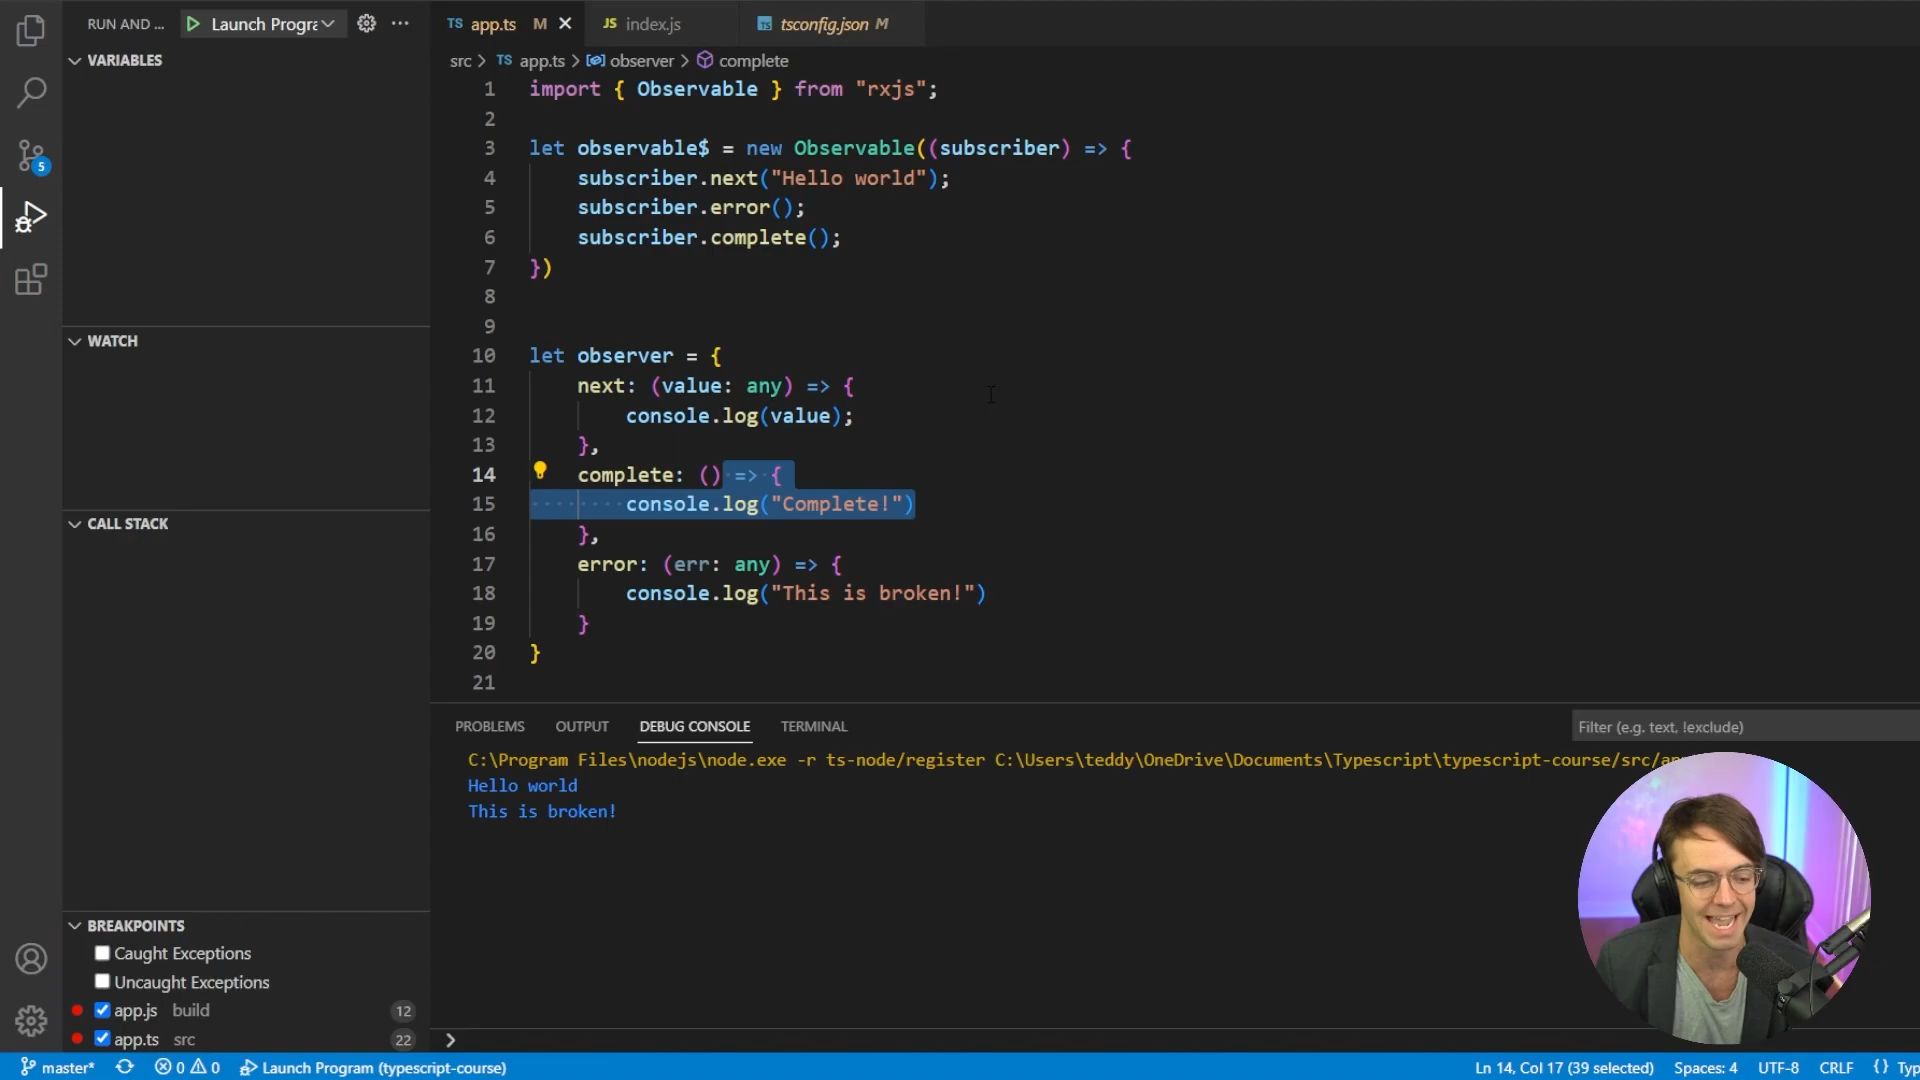 RUN AND ...
Launch Progra
TS app.ts M
JS index.js
TS tsconfig.json M
VARIABLES
src > TS app.ts > observer > complete
1 import { Observable } from "rxjs";
2
3 let observable$ = new Observable((subscriber) => {
4 subscriber.next("Hello world");
5 subscriber.error();
6 subscriber.complete();
7 })
8
9
10 let observer = {
11 next: (value: any) => {
12 console.log(value);
13 },
14 complete: () => {
15 console.log("Complete!")
16 },
17 error: (err: any) => {
18 console.log("This is broken!")
19 }
20 }
21
5
WATCH
CALL STACK
BREAKPOINTS
Caught Exceptions
Uncaught Exceptions
app.js build 12
app.ts src 22
PROBLEMS OUTPUT DEBUG CONSOLE TERMINAL
Filter (e.g. text, !exclude)
C:\Program Files\nodejs\node.exe -r ts-node/register C:\Users\teddy\OneDrive\Documents\Typescript\typescript-course/src/ap
Hello world
This is broken!
master* 0 0 Launch Program (typescript-course)
Ln 14, Col 17 (39 selected) Spaces: 4 UTF-8 CRLF {} Typ